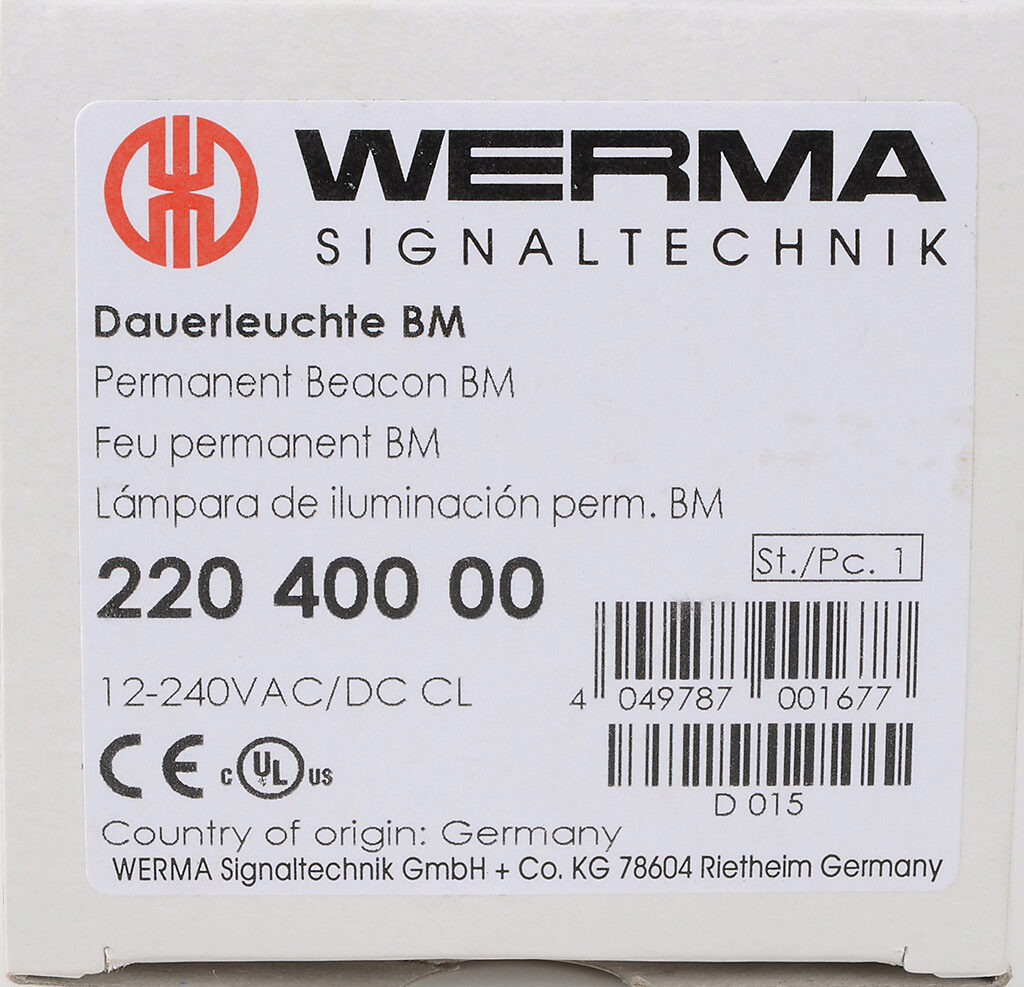 WERMA
SIGNALTECHNIK
Dauerleuchte BM
Permanent Beacon BM
Feu permanent BM
Lámpara de iluminación perm. BM
220 400 00
St./Pc. 1
12-240VAC/DC CL
4 049787 001677
CE c UL US
D 015
Country of origin: Germany
WERMA Signaltechnik GmbH + Co. KG 78604 Rietheim Germany